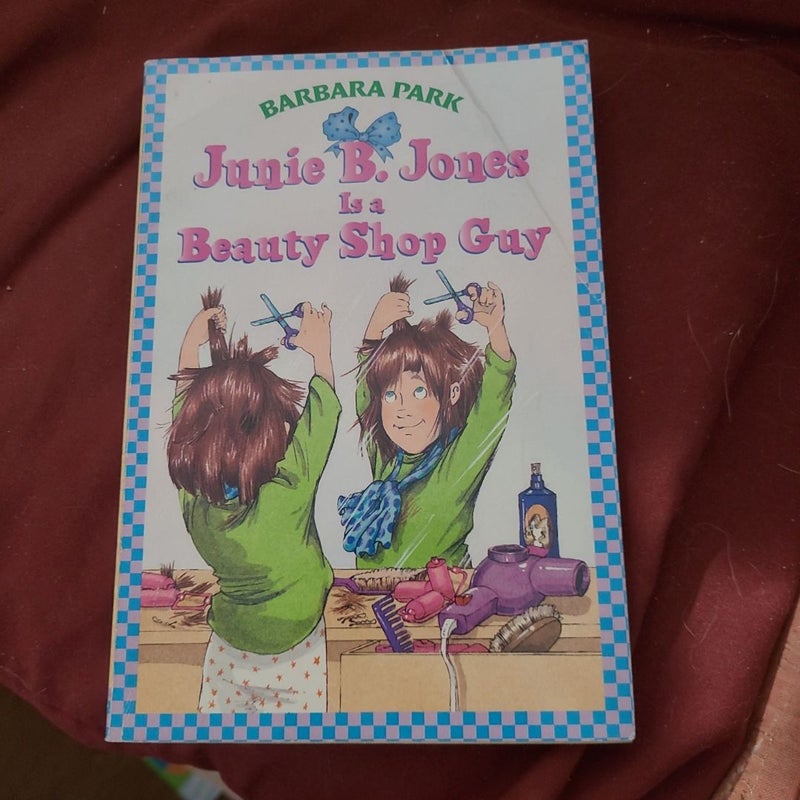 BARBARA PARK
Junie B. Jones
Is a
Beauty Shop Guy